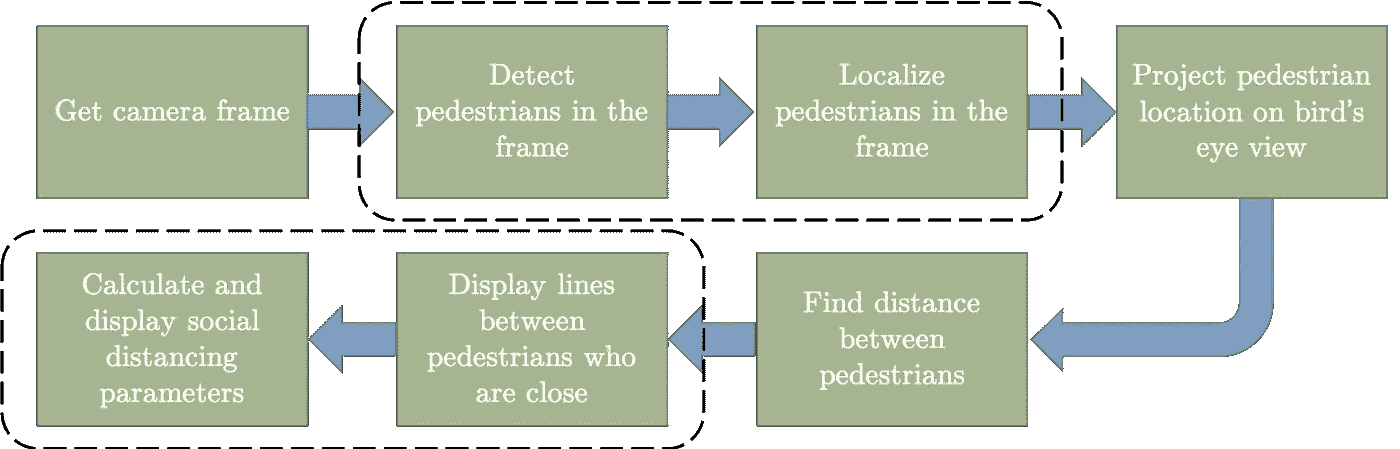 Get camera frame
Detect
pedestrians in the
frame
Localize
pedestrians in the
frame
Project pedestrian
location on bird's
eye view
Find distance
between
pedestrians
Display lines
between
pedestrians who
are close
Calculate and
display social
distancing
parameters